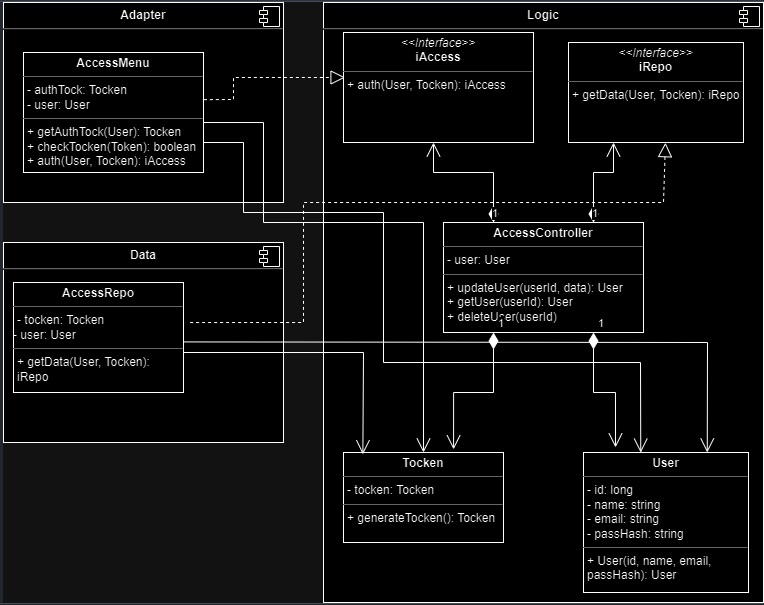 Adapter
AccessMenu
- authTock: Tocken
- user: User
+ getAuthTock(User): Tocken
+ checkTocken(Token): boolean
+ auth(User, Tocken): iAccess
Data
AccessRepo
- tocken: Tocken
- user: User
+ getData(User, Tocken):
iRepo
Logic
<<Interface>>
iAccess
+ auth(User, Tocken): iAccess
<<Interface>>
iRepo
+ getData(User, Tocken): iRepo
1
1
AccessController
- user: User
+ updateUser(userId, data): User
+ getUser(userId): User
+ deleteUser(userId)
1
1
Tocken
- tocken: Tocken
+ generateTocken(): Tocken
User
- id: long
- name: string
- email: string
- passHash: string
+ User(id, name, email,
passHash): User